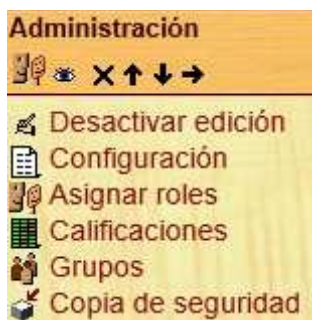 Administración
Desactivar edición
Configuración
Asignar roles
Calificaciones
Grupos
Copia de seguridad